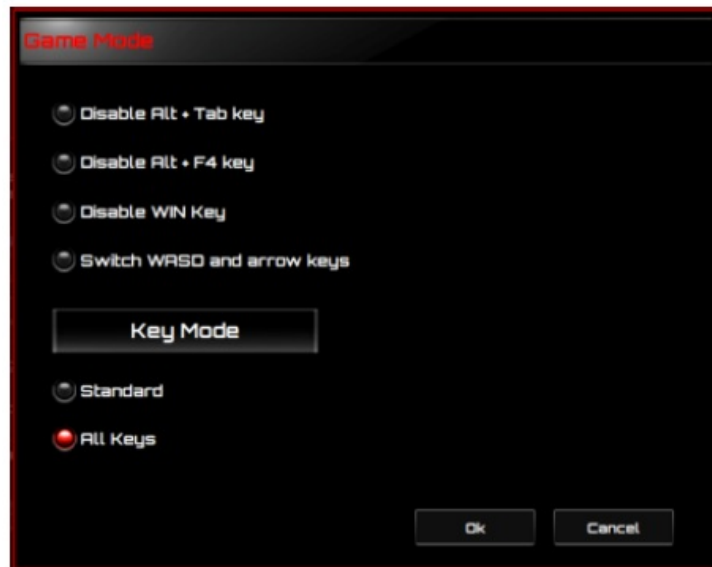 Game Mode
Disable Alt + Tab key
Disable Alt + F4 key
Disable WIN Key
Switch WASD and arrow keys
Key Mode
Standard
All Keys
Ok Cancel